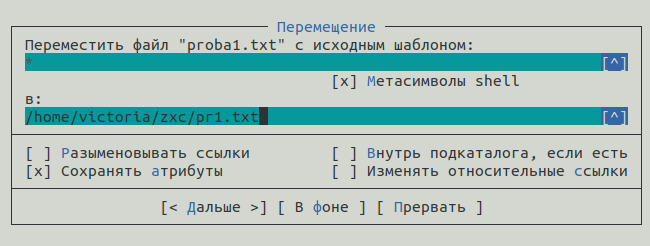 Перемещение
Переместить файл "proba1.txt" с исходным шаблоном:
* [^]
[x] Метасимволы shell
в:
/home/victoria/zxc/pr1.txt [^]
[ ] Разыменовывать ссылки [ ] Внутрь подкаталога, если есть
[x] Сохранять атрибуты [ ] Изменять относительные ссылки
[< Дальше >] [ В фоне ] [ Прервать ]